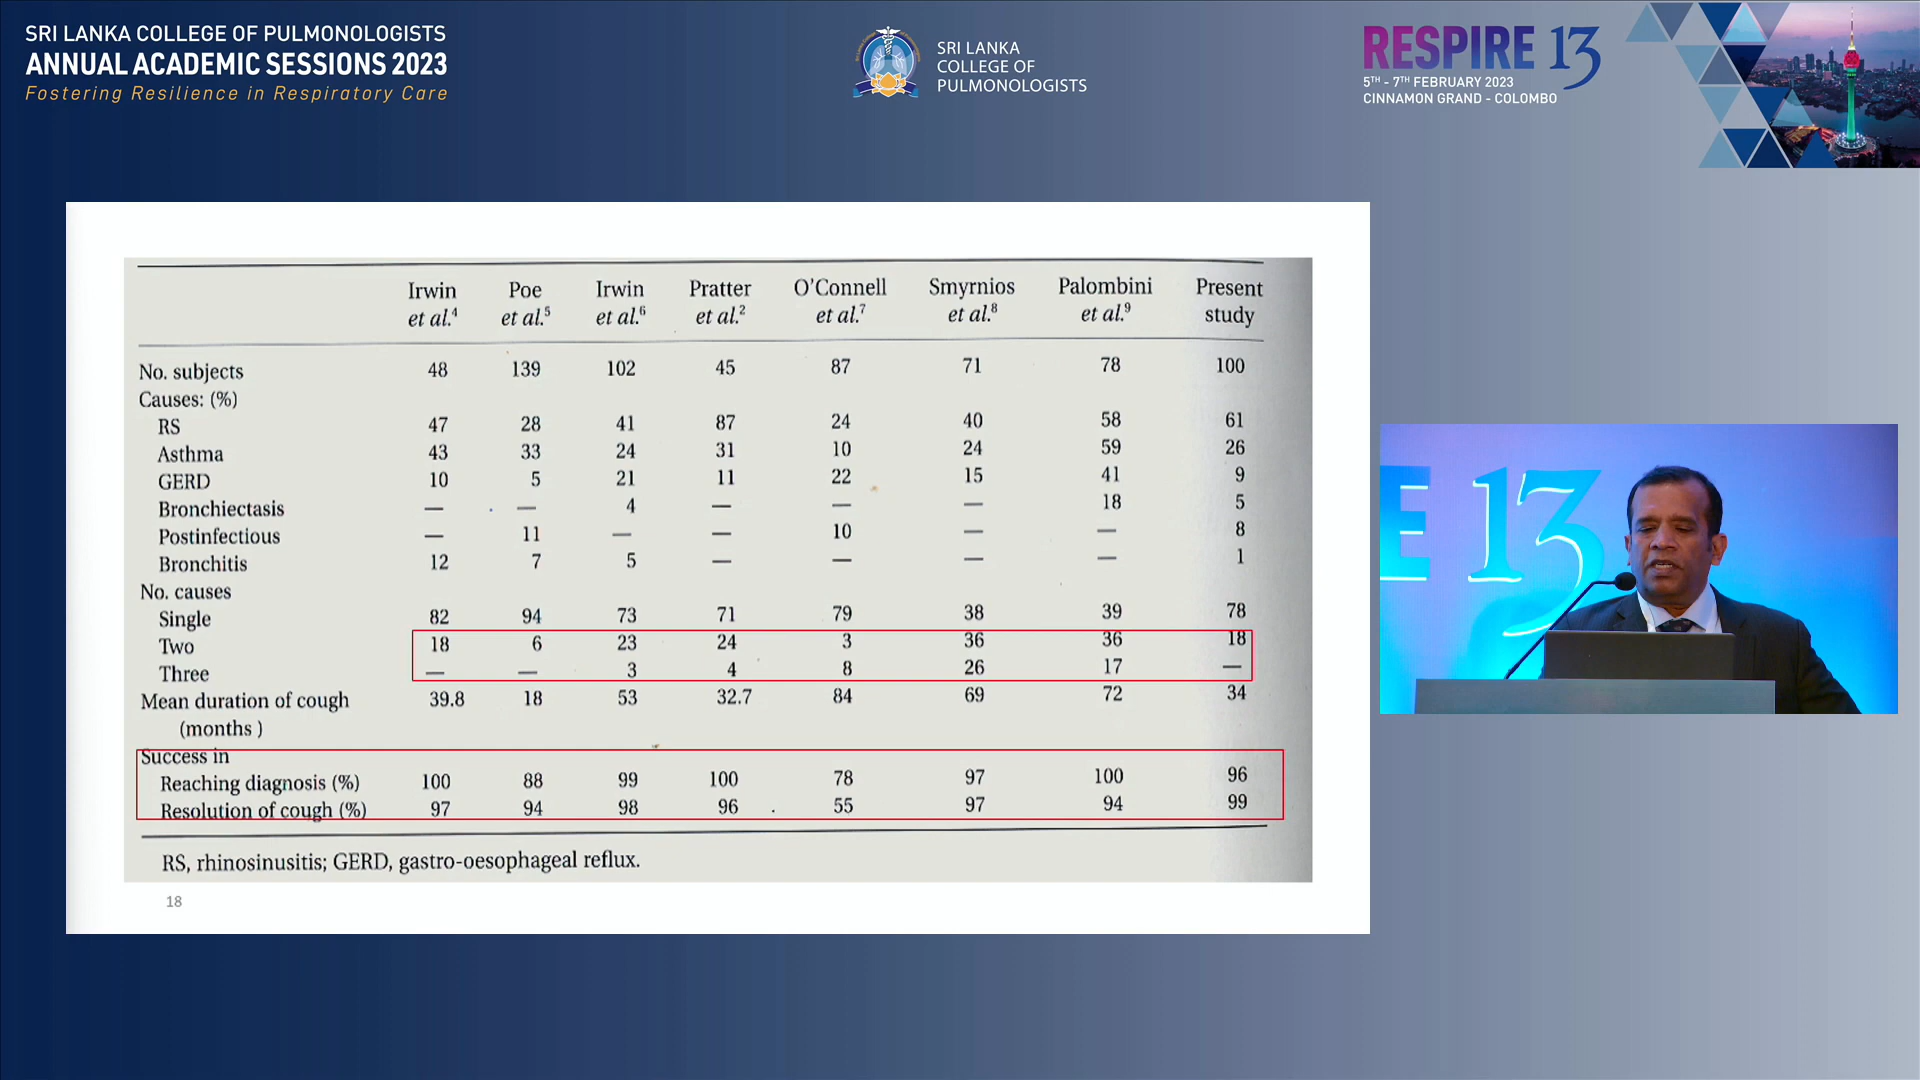 SRI LANKA COLLEGE OF PULMONOLOGISTS
ANNUAL ACADEMIC SESSIONS 2023
Fostering Resilience in Respiratory Care
SRI LANKA
COLLEGE OF
PULMONOLOGISTS
RESPIRE 13
5TH - 7TH FEBRUARY 2023
CINNAMON GRAND - COLOMBO
Irwin et al.4 Poe et al.5 Irwin et al.6 Pratter et al.2 O'Connell et al.7 Smyrnios et al.8 Palombini et al.9 Present study
No. subjects 48 139 102 45 87 71 78 100
Causes: (%)
RS 47 28 41 87 24 40 58 61
Asthma 43 33 24 31 10 24 59 26
GERD 10 5 21 11 22 15 41 9
Bronchiectasis — — 4 — — — 18 5
Postinfectious — 11 — — 10 — — 8
Bronchitis 12 7 5 — — — — 1
No. causes
Single 82 94 73 71 79 38 39 78
Two 18 6 23 24 3 36 36 18
Three — — 3 4 8 26 17 —
Mean duration of cough 39.8 18 53 32.7 84 69 72 34
(months )
Success in
Reaching diagnosis (%) 100 88 99 100 78 97 100 96
Resolution of cough (%) 97 94 98 96 55 97 94 99
RS, rhinosinusitis; GERD, gastro-oesophageal reflux.
18
E 13